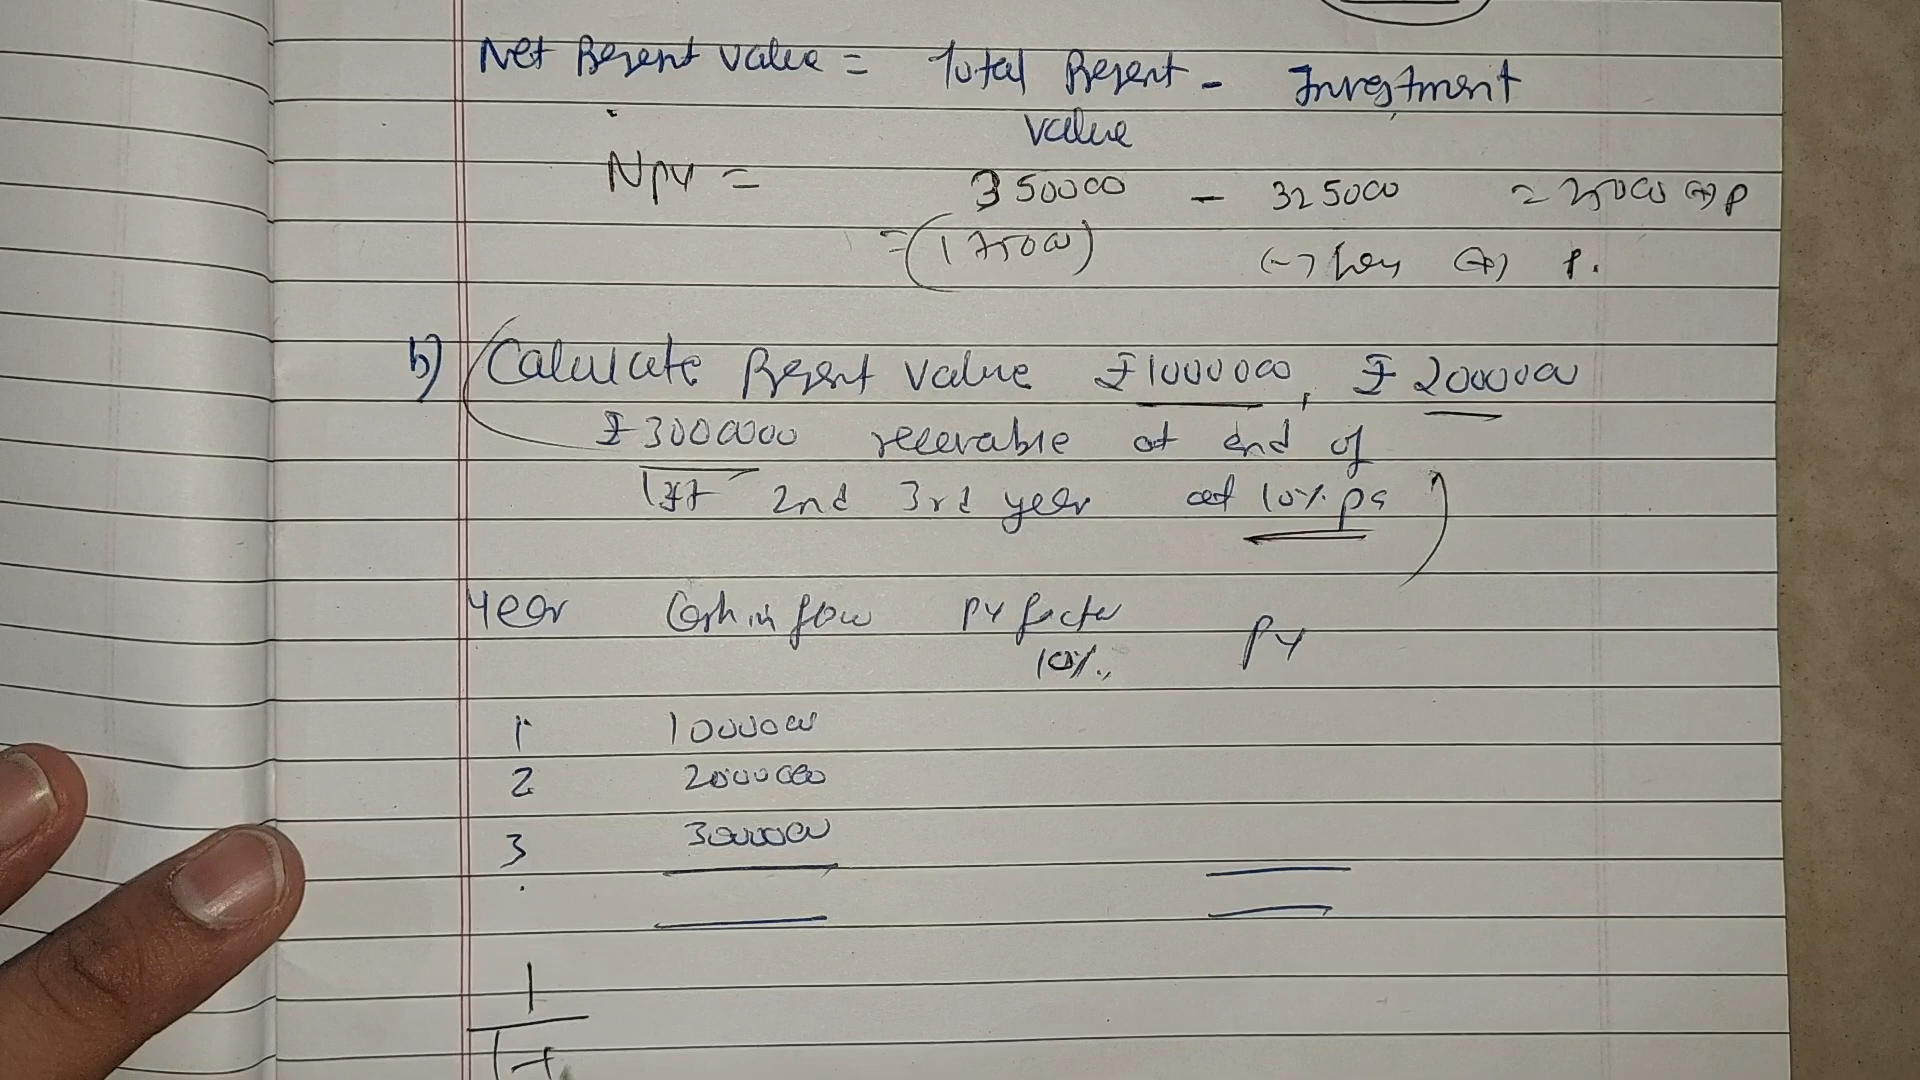 Net Present value = Total Present - Investment
value
NPV = 350000 - 325000 =
(-) (+) P.
b) Calculate Present value ₹1000000, ₹2000000
₹3000000 receivable at end of
1st 2nd 3rd year at 10% pa
Year Cash in flow PV factor PV
10%
1 1000000
2 2000000
3 3000000
1